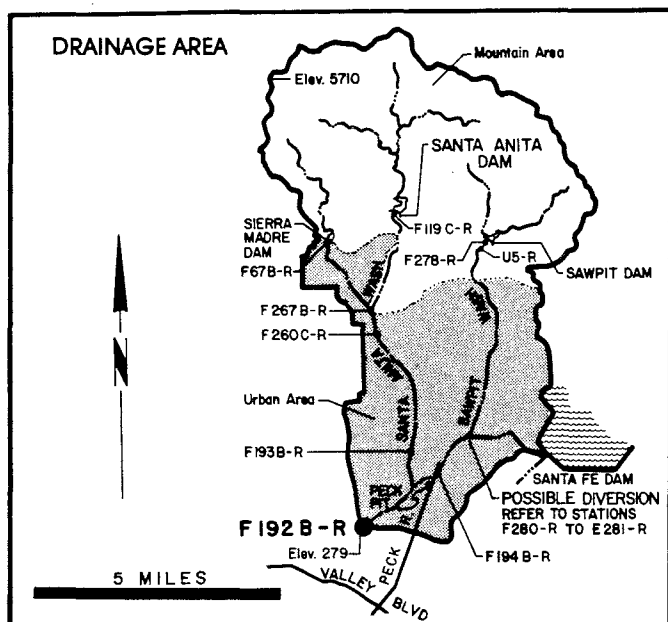 DRAINAGE AREA
Mountain Area
Elev. 5710
SANTA ANITA
DAM
SIERRA
MADRE
DAM
F119C-R
F67B-R
F278-R
U5-R
SAWPIT DAM
WASH
WASH
F267B-R
F260C-R
ANITA
SANTA
SAWPIT
Urban Area
F193B-R
N
SANTA FE DAM
PECK
POSSIBLE DIVERSION
REFER TO STATIONS
F280-R TO E281-R
F192B-R
Elev. 279
F194B-R
PECK R
5 MILES
VALLEY
BLVD